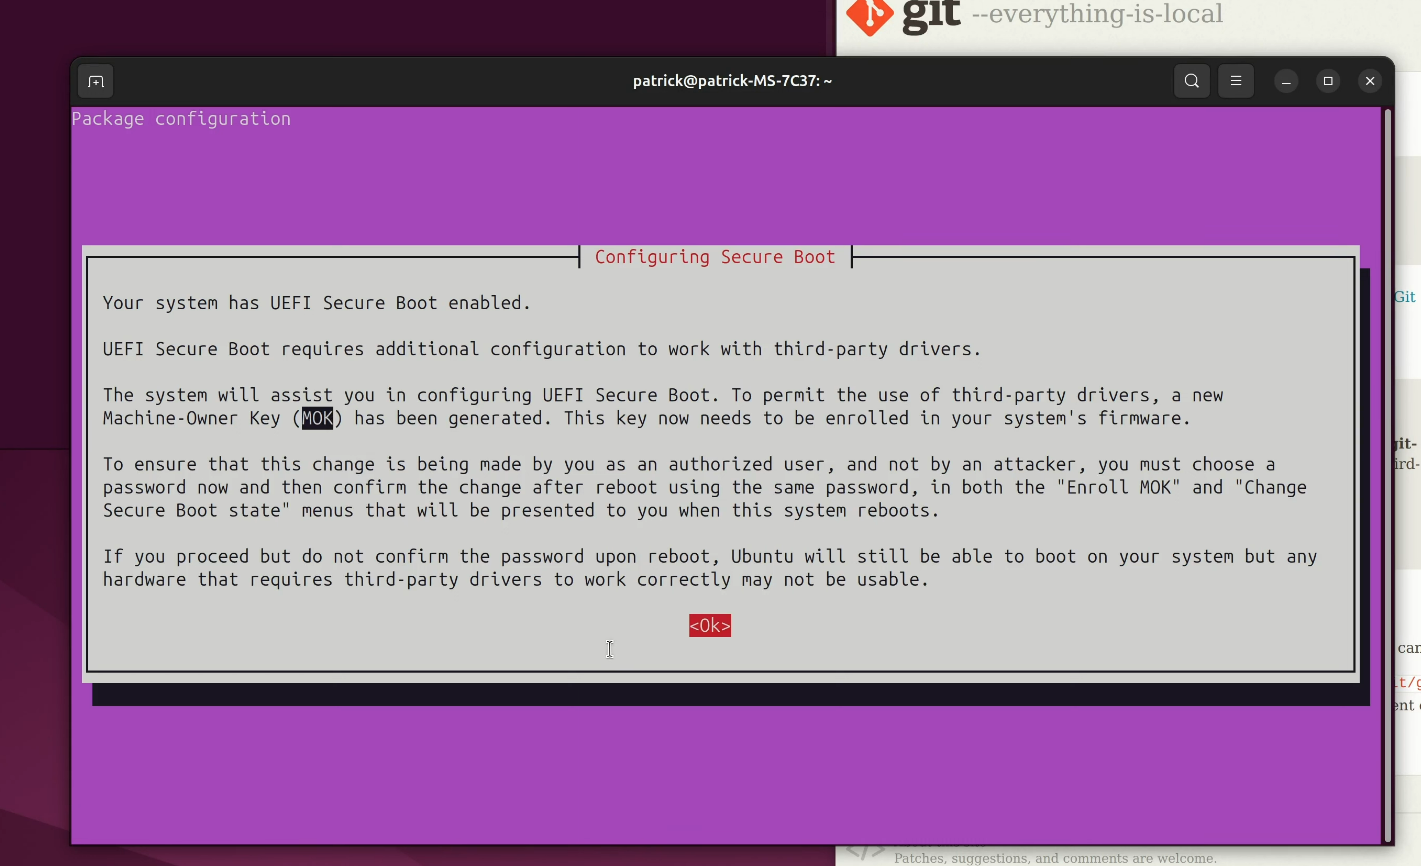 git --everything-is-local
patrick@patrick-MS-7C37: ~
Package configuration
Configuring Secure Boot
Your system has UEFI Secure Boot enabled.
UEFI Secure Boot requires additional configuration to work with third-party drivers.
The system will assist you in configuring UEFI Secure Boot. To permit the use of third-party drivers, a new
Machine-Owner Key (MOK) has been generated. This key now needs to be enrolled in your system's firmware.
To ensure that this change is being made by you as an authorized user, and not by an attacker, you must choose a
password now and then confirm the change after reboot using the same password, in both the "Enroll MOK" and "Change
Secure Boot state" menus that will be presented to you when this system reboots.
If you proceed but do not confirm the password upon reboot, Ubuntu will still be able to boot on your system but any
hardware that requires third-party drivers to work correctly may not be usable.
<Ok>
Git
git-
ird-
can
it/g
ent
</>
Patches, suggestions, and comments are welcome.